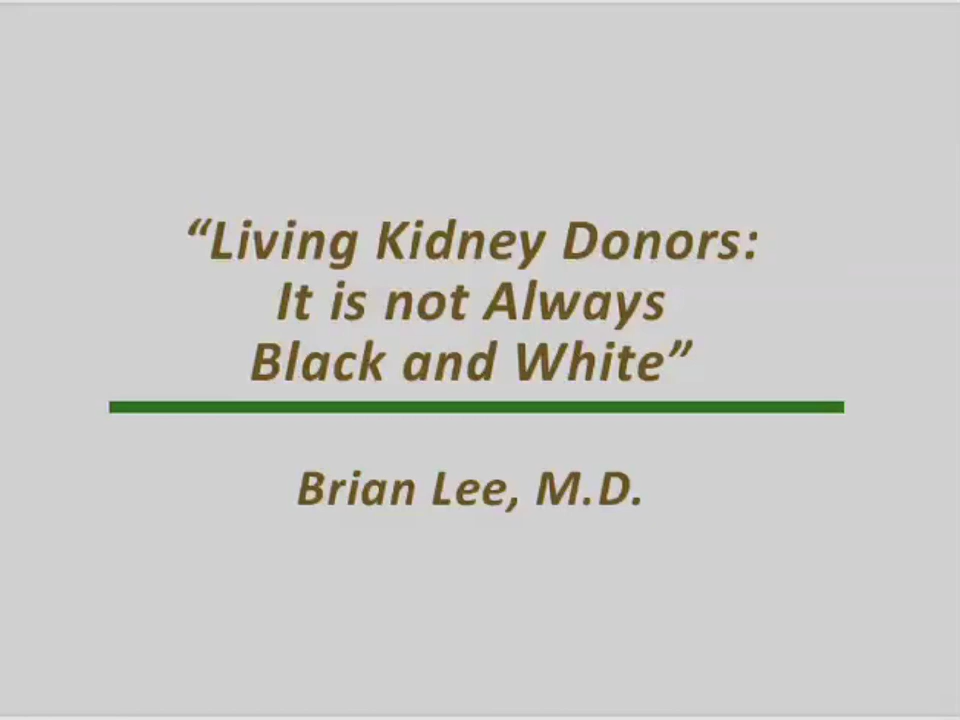 “Living Kidney Donors:
It is not Always
Black and White”
Brian Lee, M.D.